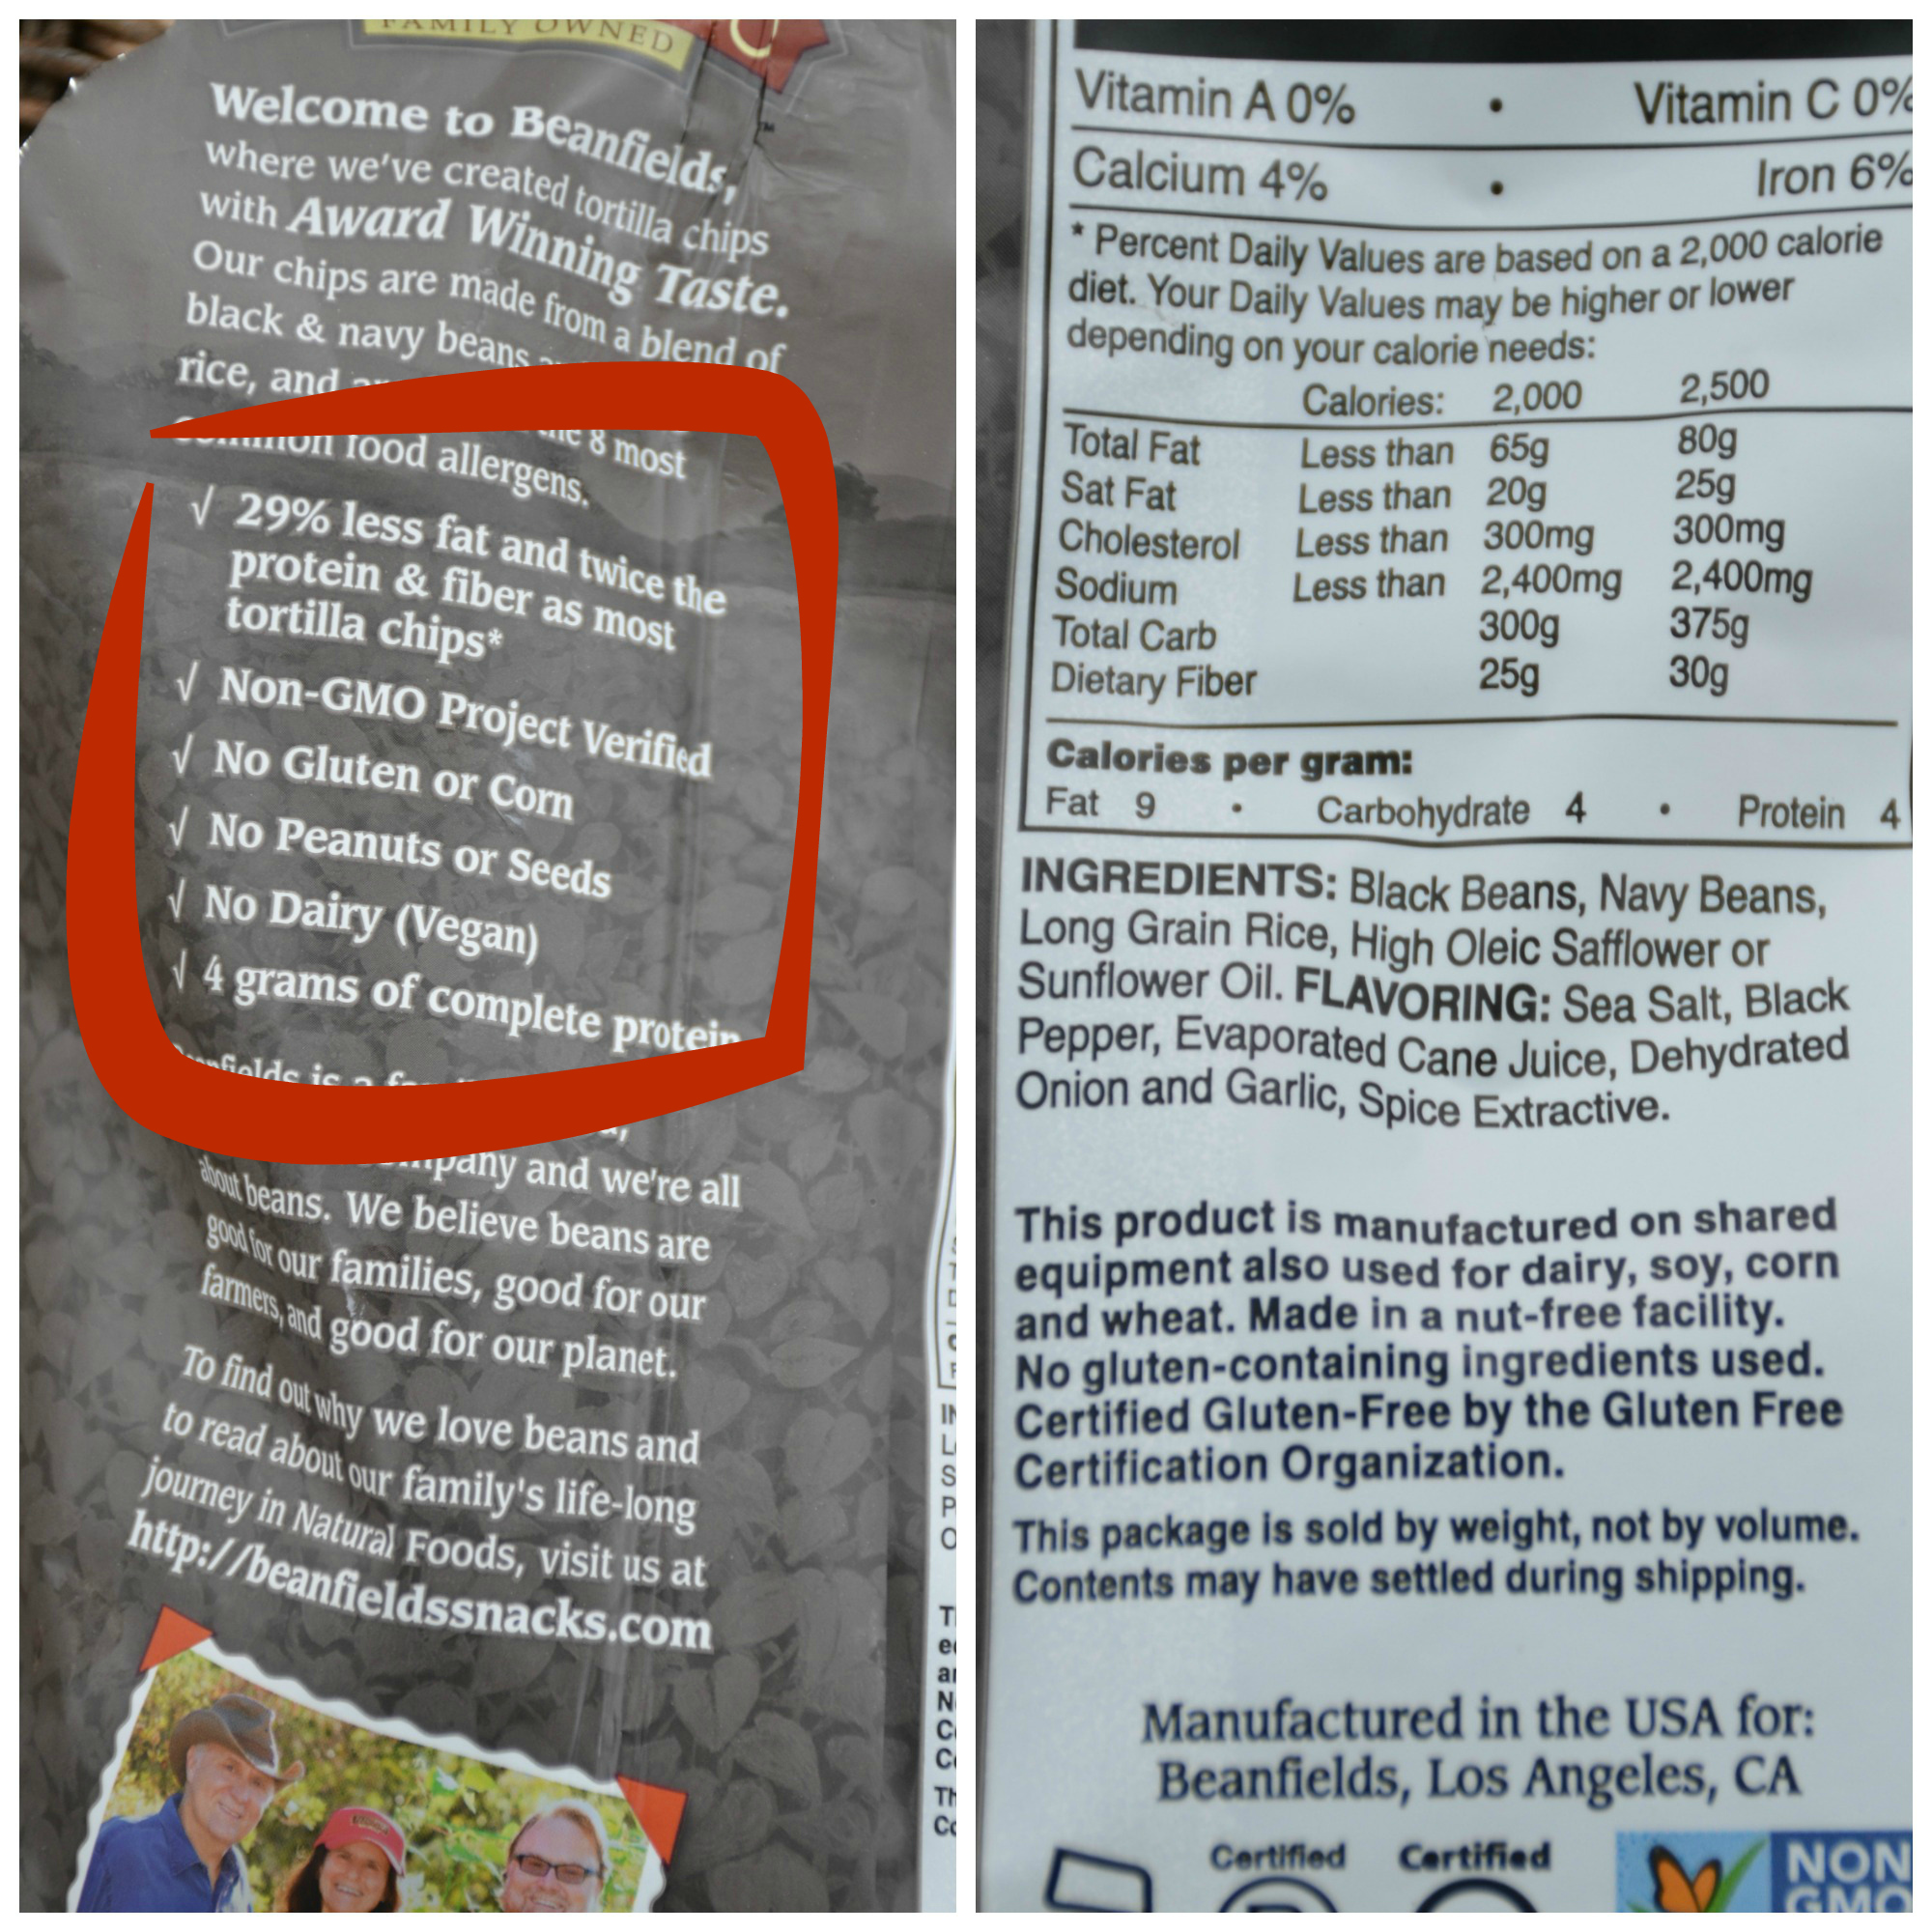 FAMILY OWNED
Welcome to Beanfields,
where we've created tortilla chips
with Award Winning Taste.
Our chips are made from a blend of
black & navy beans
rice, and
8 most
common food allergens.
√ 29% less fat and twice the
protein & fiber as most
tortilla chips*
√ Non-GMO Project Verified
√ No Gluten or Corn
√ No Peanuts or Seeds
√ No Dairy (Vegan)
√ 4 grams of complete protein
Beanfields is a
company and we're all
about beans. We believe beans are
good for our families, good for our
farmers, and good for our planet.
To find out why we love beans and
to read about our family's life-long
journey in Natural Foods, visit us at
http://beanfieldssnacks.com
Vitamin A 0% • Vitamin C 0%
Calcium 4% • Iron 6%
* Percent Daily Values are based on a 2,000 calorie
diet. Your Daily Values may be higher or lower
depending on your calorie needs:
Calories: 2,000 2,500
Total Fat Less than 65g 80g
Sat Fat Less than 20g 25g
Cholesterol Less than 300mg 300mg
Sodium Less than 2,400mg 2,400mg
Total Carb 300g 375g
Dietary Fiber 25g 30g
Calories per gram:
Fat 9 • Carbohydrate 4 • Protein 4
INGREDIENTS: Black Beans, Navy Beans,
Long Grain Rice, High Oleic Safflower or
Sunflower Oil. FLAVORING: Sea Salt, Black
Pepper, Evaporated Cane Juice, Dehydrated
Onion and Garlic, Spice Extractive.
This product is manufactured on shared
equipment also used for dairy, soy, corn
and wheat. Made in a nut-free facility.
No gluten-containing ingredients used.
Certified Gluten-Free by the Gluten Free
Certification Organization.
This package is sold by weight, not by volume.
Contents may have settled during shipping.
Manufactured in the USA for:
Beanfields, Los Angeles, CA
Certified Certified
NON
GMO